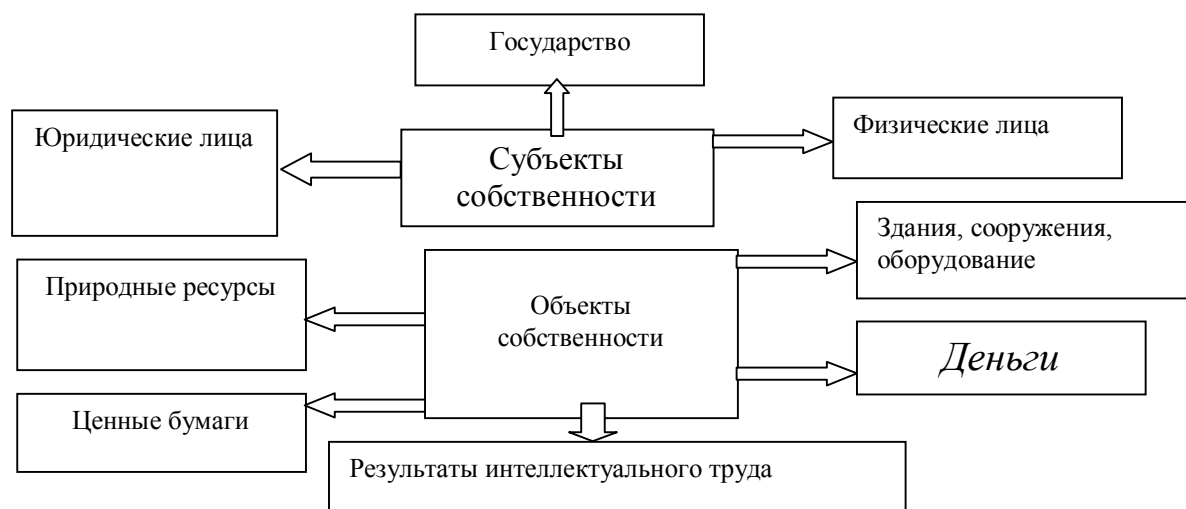 Государство
Юридические лица
Физические лица
Субъекты
собственности
Здания, сооружения,
оборудование
Природные ресурсы
Объекты
собственности
Деньги
Ценные бумаги
Результаты интеллектуального труда